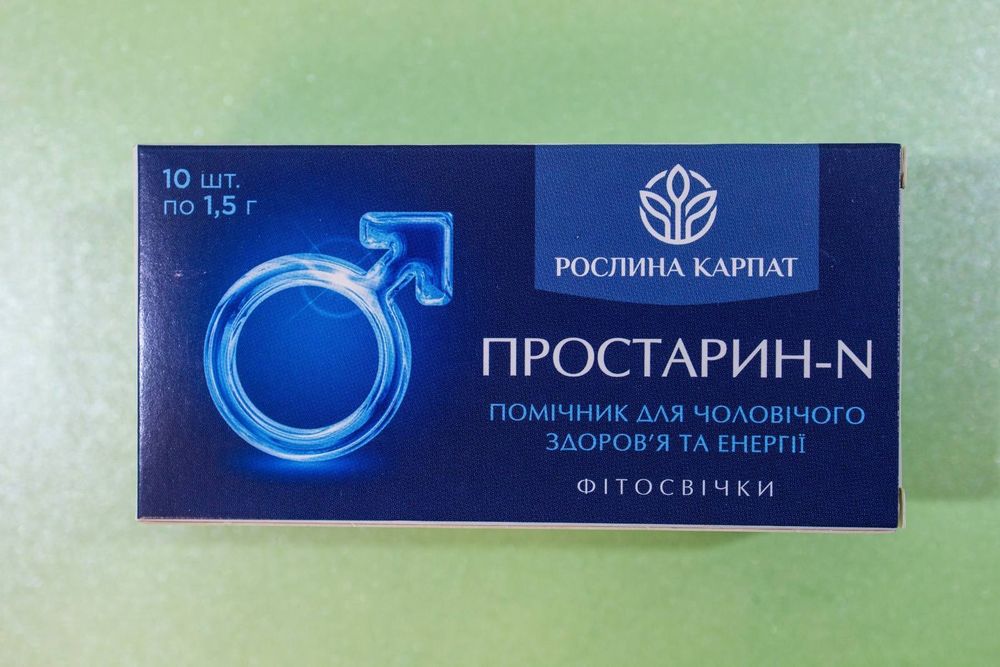 10 шт.
по 1,5 г
РОСЛИНА КАРПАТ
ПРОСТАРИН-N
ПОМІЧНИК ДЛЯ ЧОЛОВІЧОГО
ЗДОРОВ'Я ТА ЕНЕРГІЇ
ФІТОСВІЧКИ